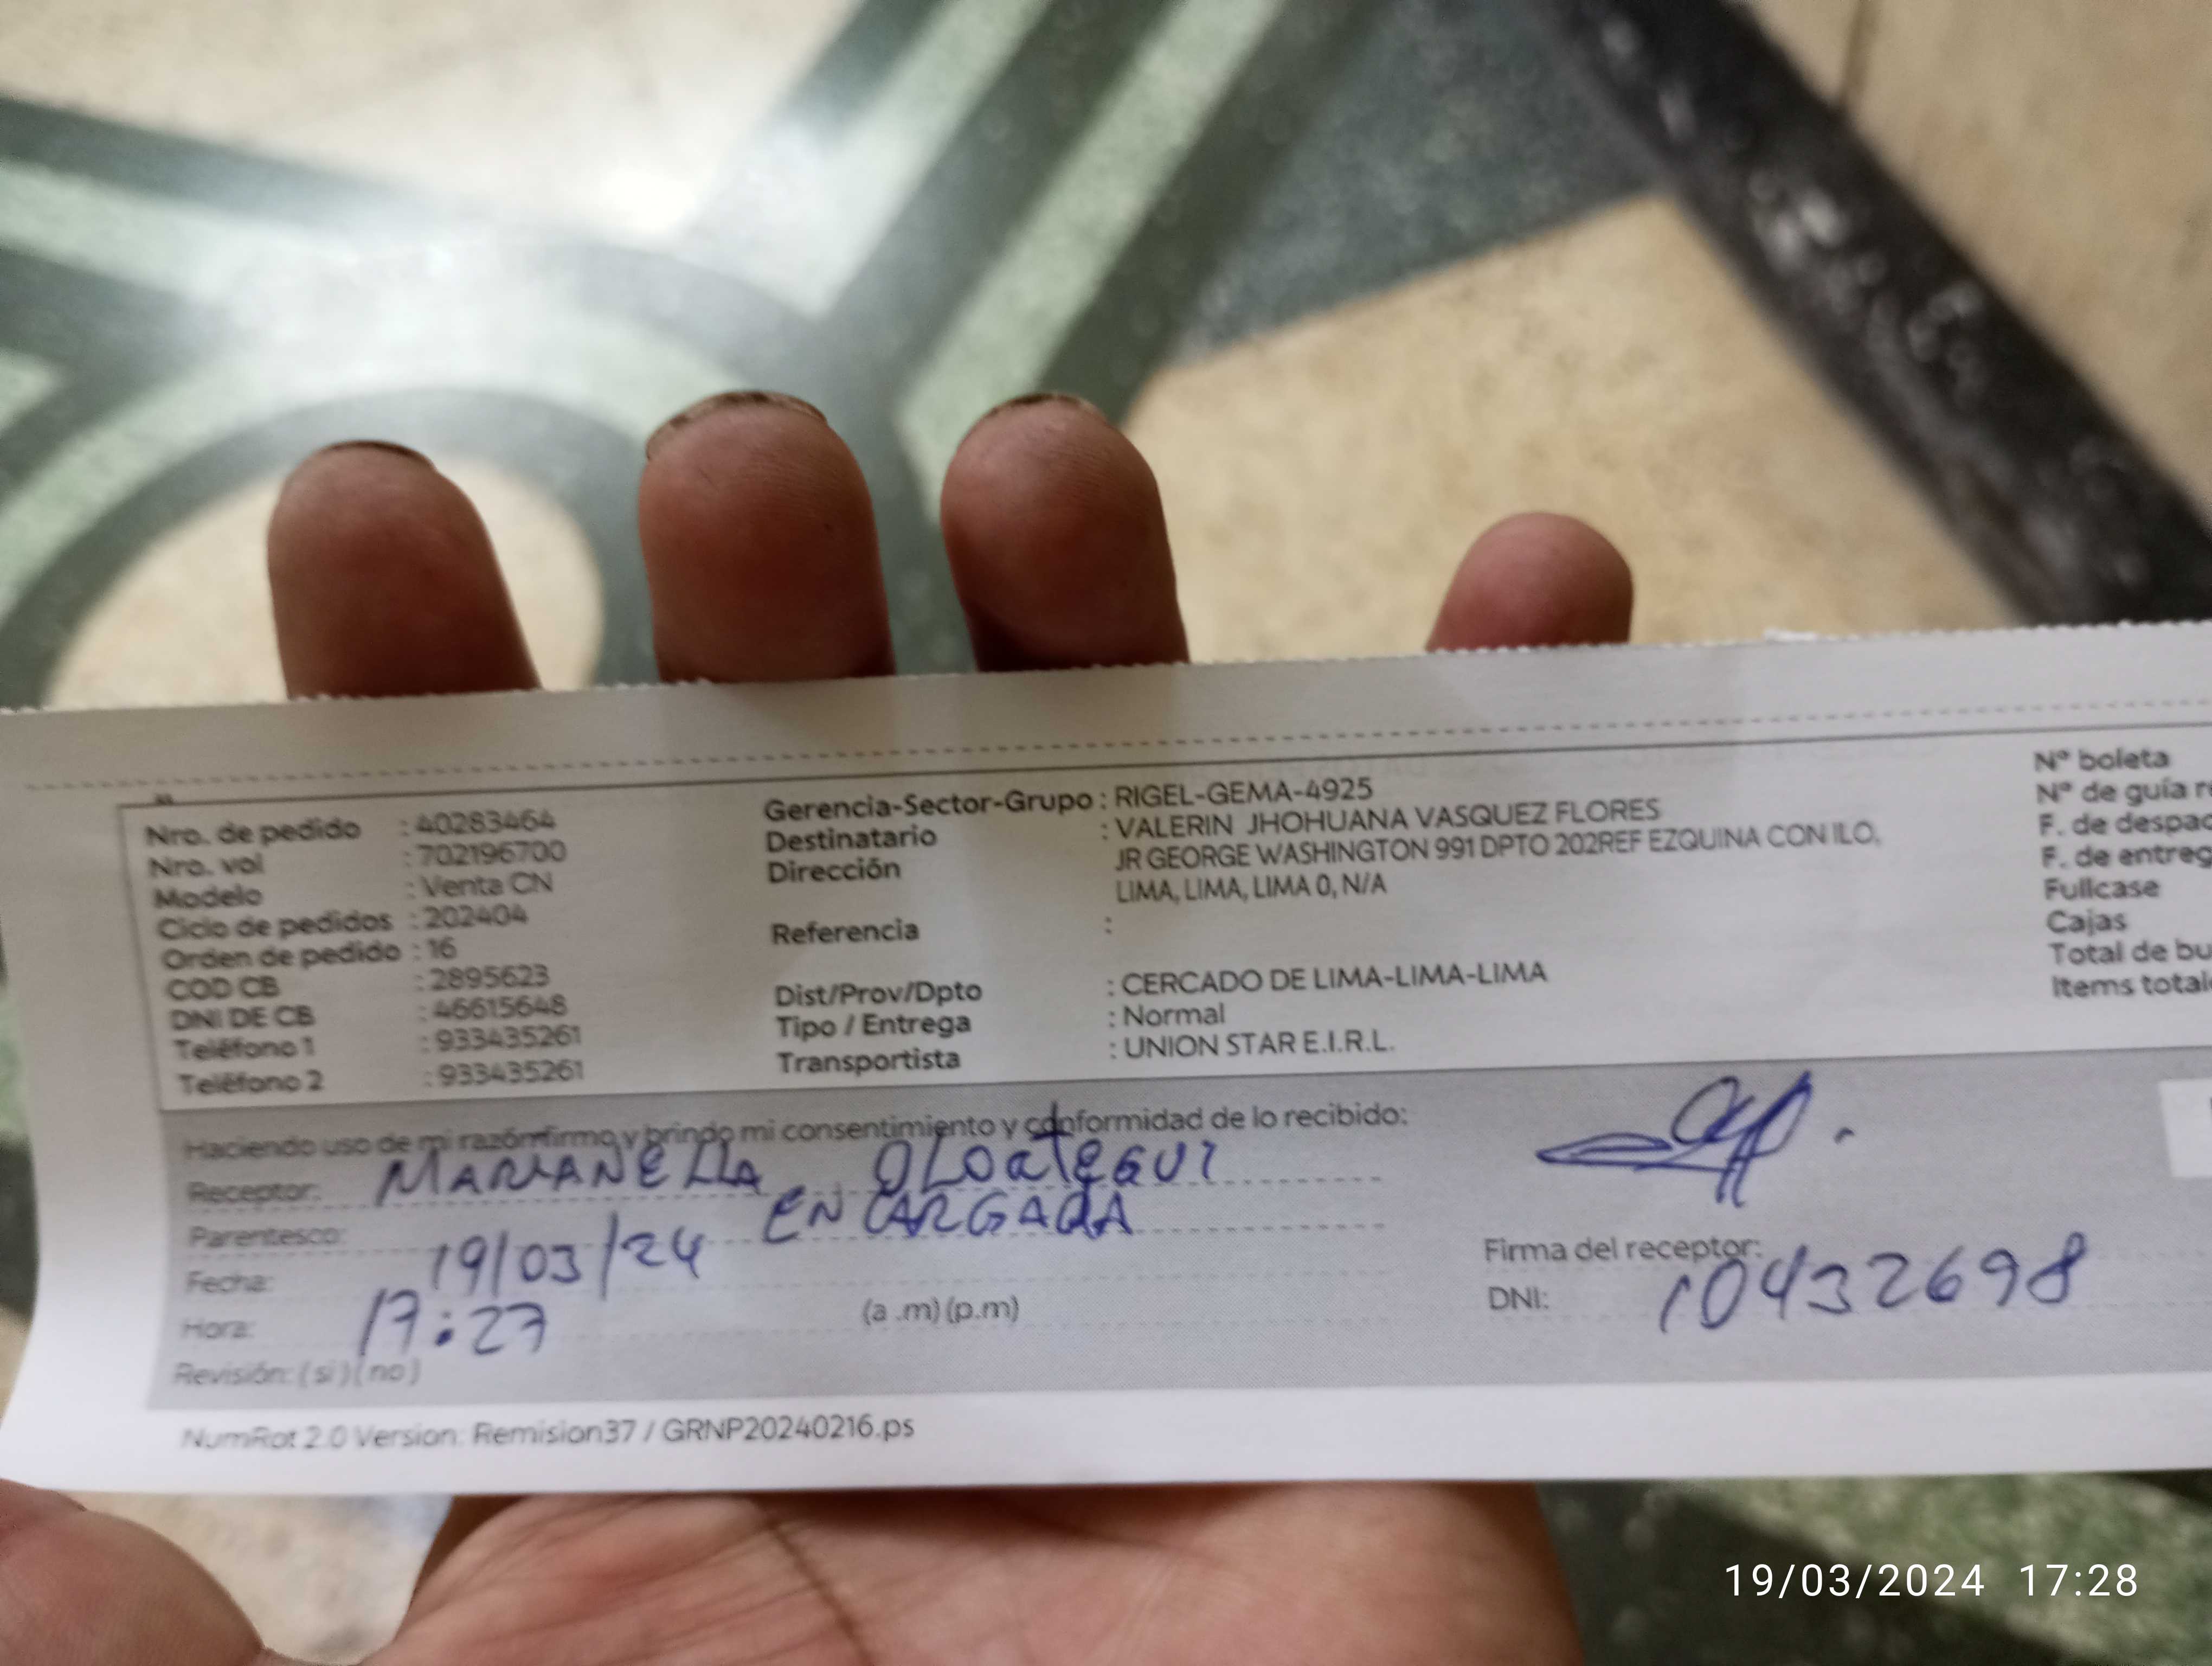 Nro. de pedido : 40283464
Nro. vol : 702196700
Modelo : Venta CN
Ciclo de pedidos : 202404
Orden de pedido : 16
COD CB : 2895623
DNI DE CB : 46615648
Teléfono 1 : 933435261
Teléfono 2 : 933435261
Gerencia-Sector-Grupo : RIGEL-GEMA-4925
Destinatario : VALERIN JHOHUANA VASQUEZ FLORES
Dirección JR GEORGE WASHINGTON 991 DPTO 202REF EZQUINA CON ILO,
LIMA, LIMA, LIMA 0, N/A
Referencia :
Dist/Prov/Dpto : CERCADO DE LIMA-LIMA-LIMA
Tipo / Entrega : Normal
Transportista : UNION STAR E.I.R.L.
Nº boleta
Nº de guía r
F. de despac
F. de entreg
Fullcase
Cajas
Total de bu
Items total
Haciendo uso de mi razón firmo y brindo mi consentimiento y conformidad de lo recibido:
Receptor: MARIANELLA OLOATEGUI
Parentesco: ENCARGADA
Fecha: 19/03/24
Hora: 17:27 (a .m) (p.m)
Revisión: ( si ) ( no )
Firma del receptor:
DNI: 10432698
NumRot 2.0 Version: Remision37 / GRNP20240216.ps
19/03/2024 17:28